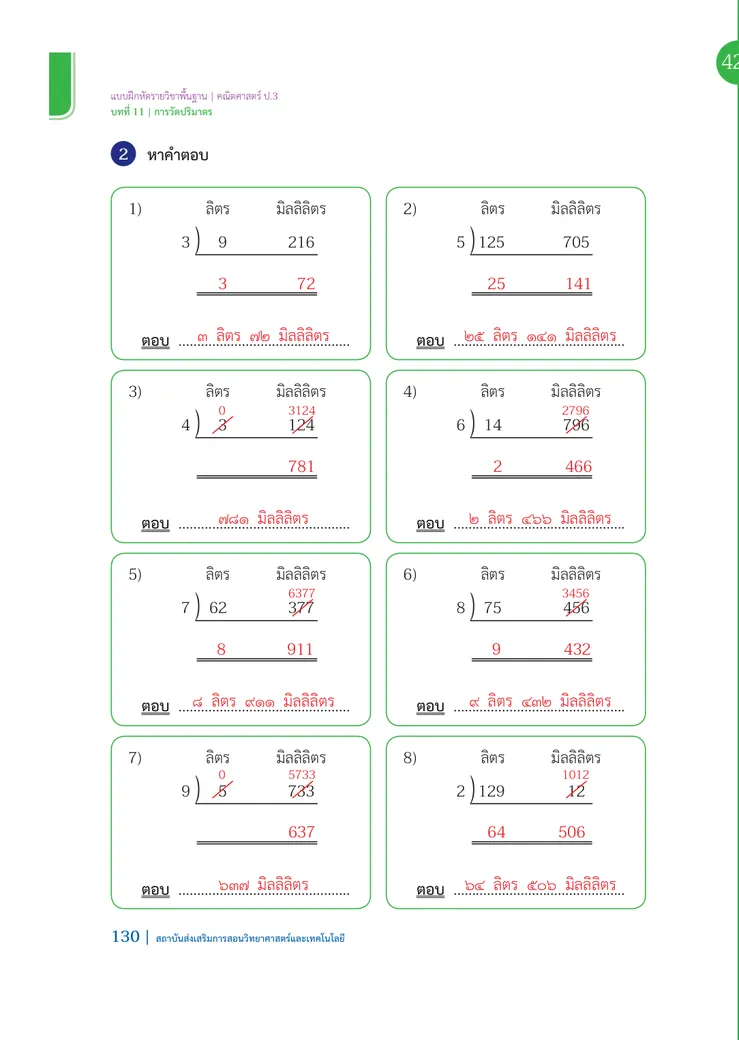 42
แบบฝึกหัดรายวิชาพื้นฐาน | คณิตศาสตร์ ป.3
บทที่ 11 | การวัดปริมาตร
2 หาคำตอบ
1) ลิตร มิลลิลิตร
3 ) 9 216
3 72
ตอบ ๓ ลิตร ๗๒ มิลลิลิตร
2) ลิตร มิลลิลิตร
5 ) 125 705
25 141
ตอบ ๒๕ ลิตร ๑๔๑ มิลลิลิตร
3) ลิตร มิลลิลิตร
0 3124
4 ) 3 124
781
ตอบ ๗๘๑ มิลลิลิตร
4) ลิตร มิลลิลิตร
2796
6 ) 14 796
2 466
ตอบ ๒ ลิตร ๔๖๖ มิลลิลิตร
5) ลิตร มิลลิลิตร
6377
7 ) 62 377
8 911
ตอบ ๘ ลิตร ๙๑๑ มิลลิลิตร
6) ลิตร มิลลิลิตร
3456
8 ) 75 456
9 432
ตอบ ๙ ลิตร ๔๓๒ มิลลิลิตร
7) ลิตร มิลลิลิตร
0 5733
9 ) 5 733
637
ตอบ ๖๓๗ มิลลิลิตร
8) ลิตร มิลลิลิตร
1012
2 ) 129 12
64 506
ตอบ ๖๔ ลิตร ๕๐๖ มิลลิลิตร
130 | สถาบันส่งเสริมการสอนวิทยาศาสตร์และเทคโนโลยี